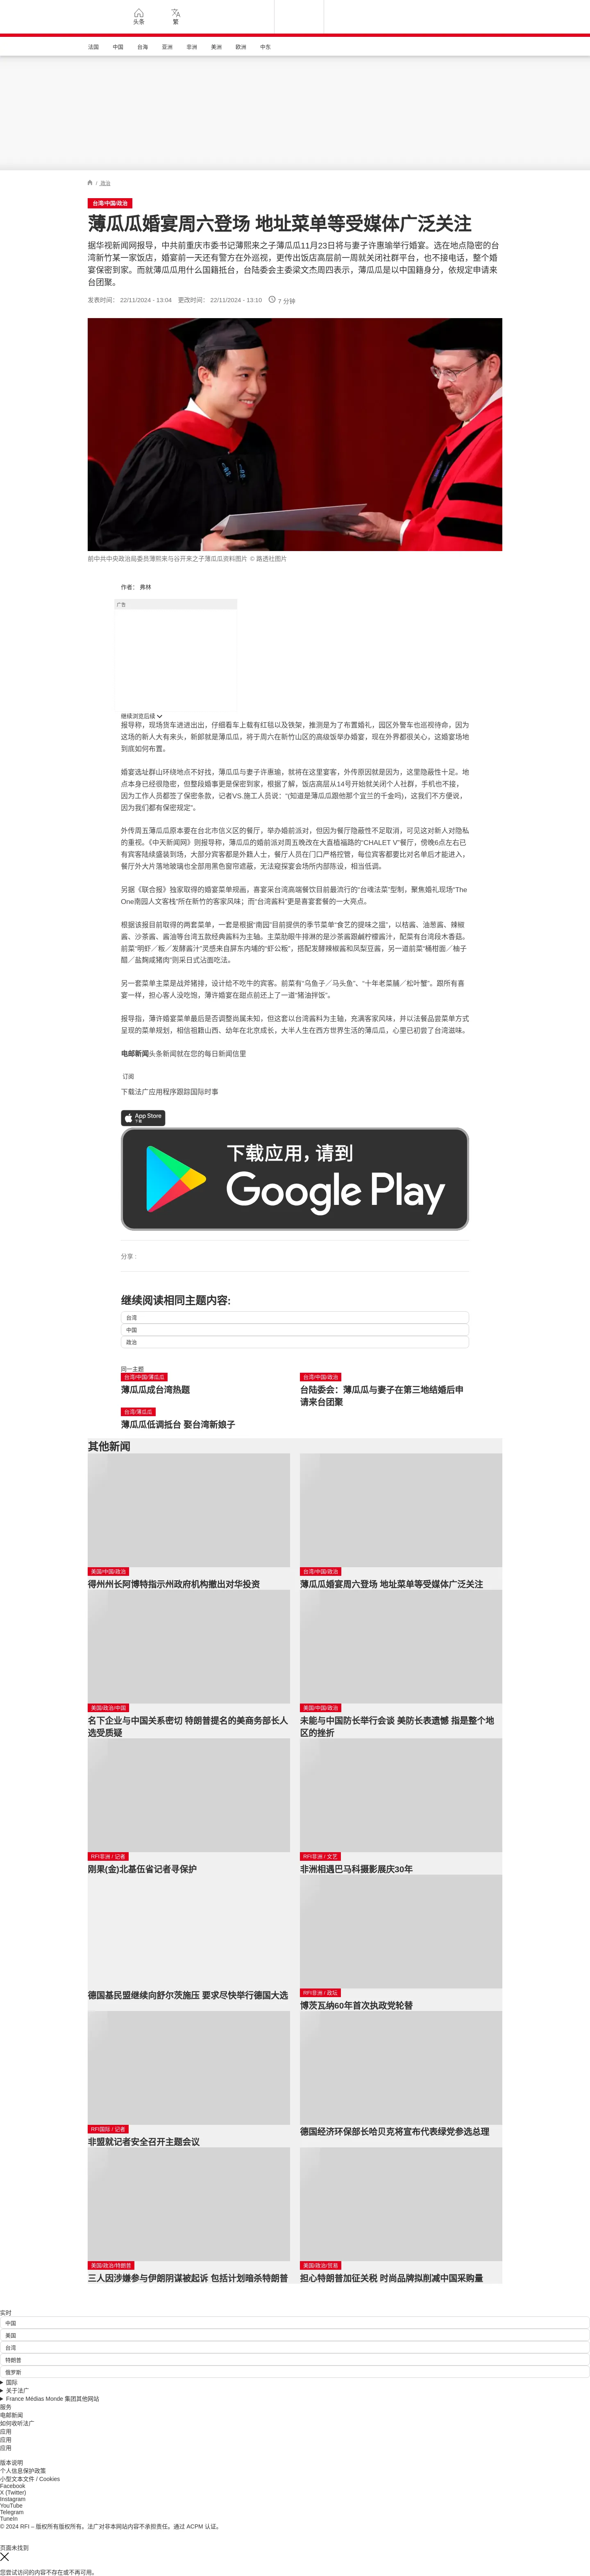 头条
繁
法国 中国 台海 亚洲 非洲 美洲 欧洲 中东
/ 政治
台湾/中国/政治
薄瓜瓜婚宴周六登场 地址菜单等受媒体广泛关注
据华视新闻网报导，中共前重庆市委书记薄熙来之子薄瓜瓜11月23日将与妻子许惠瑜举行婚宴。选在地点隐密的台
湾新竹某一家饭店，婚宴前一天还有警方在外巡视，更传出饭店高层前一周就关闭社群平台，也不接电话，整个婚
宴保密到家。而就薄瓜瓜用什么国籍抵台，台陆委会主委梁文杰周四表示，薄瓜瓜是以中国籍身分，依规定申请来
台团聚。
发表时间： 22/11/2024 - 13:04 更改时间： 22/11/2024 - 13:10 7 分钟
前中共中央政治局委员薄熙来与谷开来之子薄瓜瓜资料图片 © 路透社图片
作者： 弗林
广告
继续浏览后续
报导称，现场货车进进出出，仔细看车上载有红毯以及铁架，推测是为了布置婚礼，园区外警车也巡视待命，因为
这场的新人大有来头，新郎就是薄瓜瓜，将于周六在新竹山区的高级饭举办婚宴，现在外界都很关心，这婚宴场地
到底如何布置。
婚宴选址群山环绕地点不好找，薄瓜瓜与妻子许惠瑜，就将在这里宴客，外传原因就是因为，这里隐蔽性十足。地
点本身已经很隐密，但整段婚事更是保密到家，根据了解，饭店高层从14号开始就关闭个人社群，手机也不接，
因为工作人员都签了保密条款，记者VS.施工人员说："(知道是薄瓜瓜跟他那个宜兰的千金吗)，这我们不方便说，
因为我们都有保密规定"。
外传周五薄瓜瓜原本要在台北市信义区的餐厅，举办婚前派对，但因为餐厅隐蔽性不足取消，可见这对新人对隐私
的重视。《中天新闻网》则报导称，薄瓜瓜的婚前派对周五晚改在大直植福路的“CHALET V”餐厅，傍晚6点左右已
有宾客陆续盛装到场，大部分宾客都是外籍人士，餐厅人员在门口严格控管，每位宾客都要比对名单后才能进入，
餐厅外大片落地玻璃也全部用黑色窗帘遮蔽，无法窥探宴会场所内部陈设，相当低调。
另据《联合报》独家取得的婚宴菜单规画，喜宴采台湾高端餐饮目前最流行的“台魂法菜”型制，聚焦婚礼现场“The
One南园人文客栈”所在新竹的客家风味；而“台湾酱料”更是喜宴套餐的一大亮点。
根据该报目前取得的两套菜单，一套是根据“南园”目前提供的季节菜单“食艺的提味之韫”，以桔酱、油葱酱、辣椒
酱、沙茶酱、酱油等台湾五款经典酱料为主轴。主菜肋眼牛排淋的是沙茶酱跟鹹柠檬汁，配菜有台湾段木香菇。
前菜“明虾／粄／发酵酱汁”灵感来自屏东内埔的“虾公粄”，搭配发酵辣椒酱和凤梨豆酱，另一道前菜“桶柑面／柚子
醋／盐麴咸猪肉”则采日式沾面吃法。
另一套菜单主菜是战斧猪排，设计给不吃牛的宾客。前菜有“乌鱼子／马头鱼”、“十年老菜脯／松叶蟹”。跟所有喜
宴一样，担心客人没吃饱，薄许婚宴在甜点前还上了一道“猪油拌饭”。
报导指，薄许婚宴菜单最后是否调整尚属未知，但这套以台湾酱料为主轴，充满客家风味，并以法餐品尝菜单方式
呈现的菜单规划，相信祖籍山西、幼年在北京成长，大半人生在西方世界生活的薄瓜瓜，心里已初尝了台湾滋味。
电邮新闻头条新闻就在您的每日新闻信里
订阅
下载法广应用程序跟踪国际时事
App Store
下载
下载应用，请到
Google Play
分享 :
继续阅读相同主题内容:
台湾
中国
政治
同一主题
台湾/中国/薄瓜瓜
薄瓜瓜成台湾热题
台湾/中国/政治
台陆委会：薄瓜瓜与妻子在第三地结婚后申
请来台团聚
台湾/薄瓜瓜
薄瓜瓜低调抵台 娶台湾新娘子
其他新闻
美国/中国/政治
得州州长阿博特指示州政府机构撤出对华投资
台湾/中国/政治
薄瓜瓜婚宴周六登场 地址菜单等受媒体广泛关注
美国/政治/中国
名下企业与中国关系密切 特朗普提名的美商务部长人
选受质疑
美国/中国/政治
未能与中国防长举行会谈 美防长表遗憾 指是整个地
区的挫折
RFI非洲 / 记者
刚果(金)北基伍省记者寻保护
RFI非洲 / 文艺
非洲相遇巴马科摄影展庆30年
德国基民盟继续向舒尔茨施压 要求尽快举行德国大选
RFI非洲 / 政坛
博茨瓦纳60年首次执政党轮替
RFI国际 / 记者
非盟就记者安全召开主题会议
德国经济环保部长哈贝克将宣布代表绿党参选总理
美国/政治/特朗普
三人因涉嫌参与伊朗阴谋被起诉 包括计划暗杀特朗普
美国/政治/贸易
担心特朗普加征关税 时尚品牌拟削减中国采购量
实时
中国
美国
台湾
特朗普
俄罗斯
国际
关于法广
France Médias Monde 集团其他网站
服务
电邮新闻
如何收听法广
应用
应用
应用
版本说明
个人信息保护政策
小型文本文件 / Cookies
Facebook
X (Twitter)
Instagram
YouTube
Telegram
TuneIn
© 2024 RFI – 版权所有版权所有。法广对非本网站内容不承担责任。通过 ACPM 认证。
页面未找到
您尝试访问的内容不存在或不再可用。